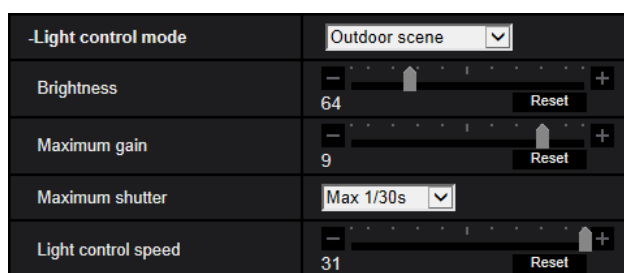 -Light control mode
Outdoor scene
Brightness
− +
64
Reset
Maximum gain
− +
9
Reset
Maximum shutter
Max 1/30s
Light control speed
− +
31
Reset